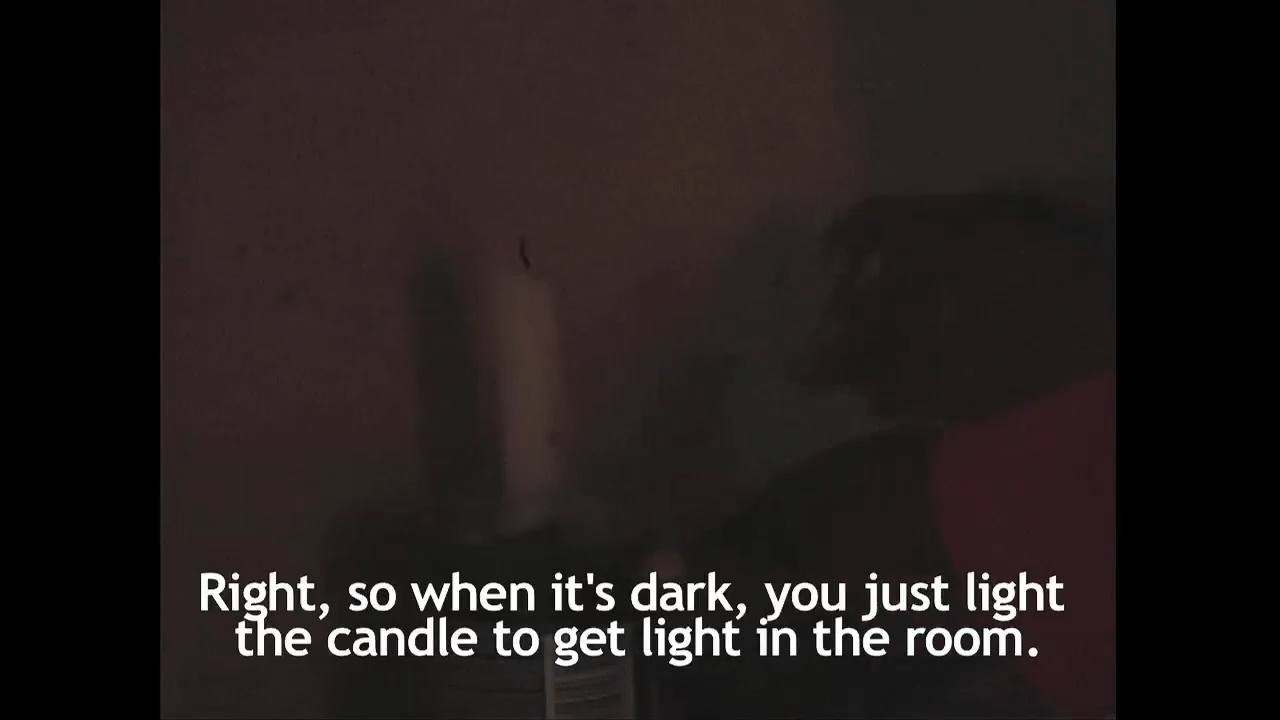 Right, so when it's dark, you just light
the candle to get light in the room.